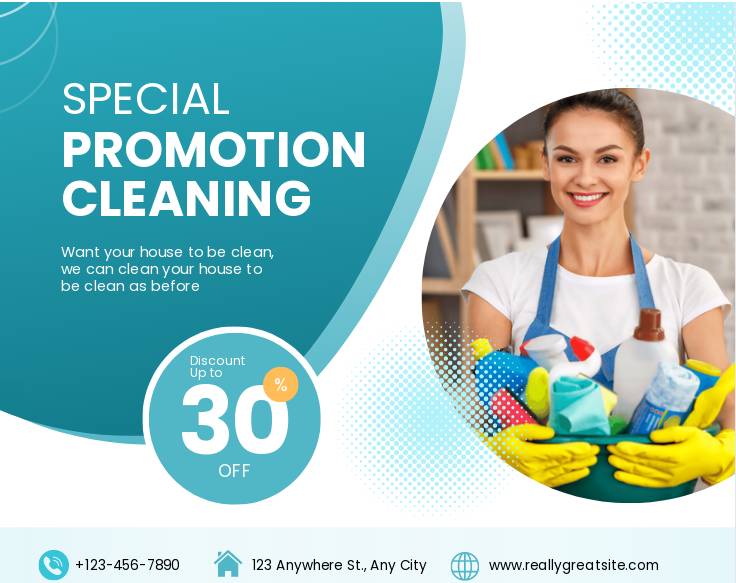 SPECIAL
PROMOTION
CLEANING
Want your house to be clean,
we can clean your house to
be clean as before
Discount
Up to
30
%
OFF
+123-456-7890
123 Anywhere St., Any City
www.reallygreatsite.com